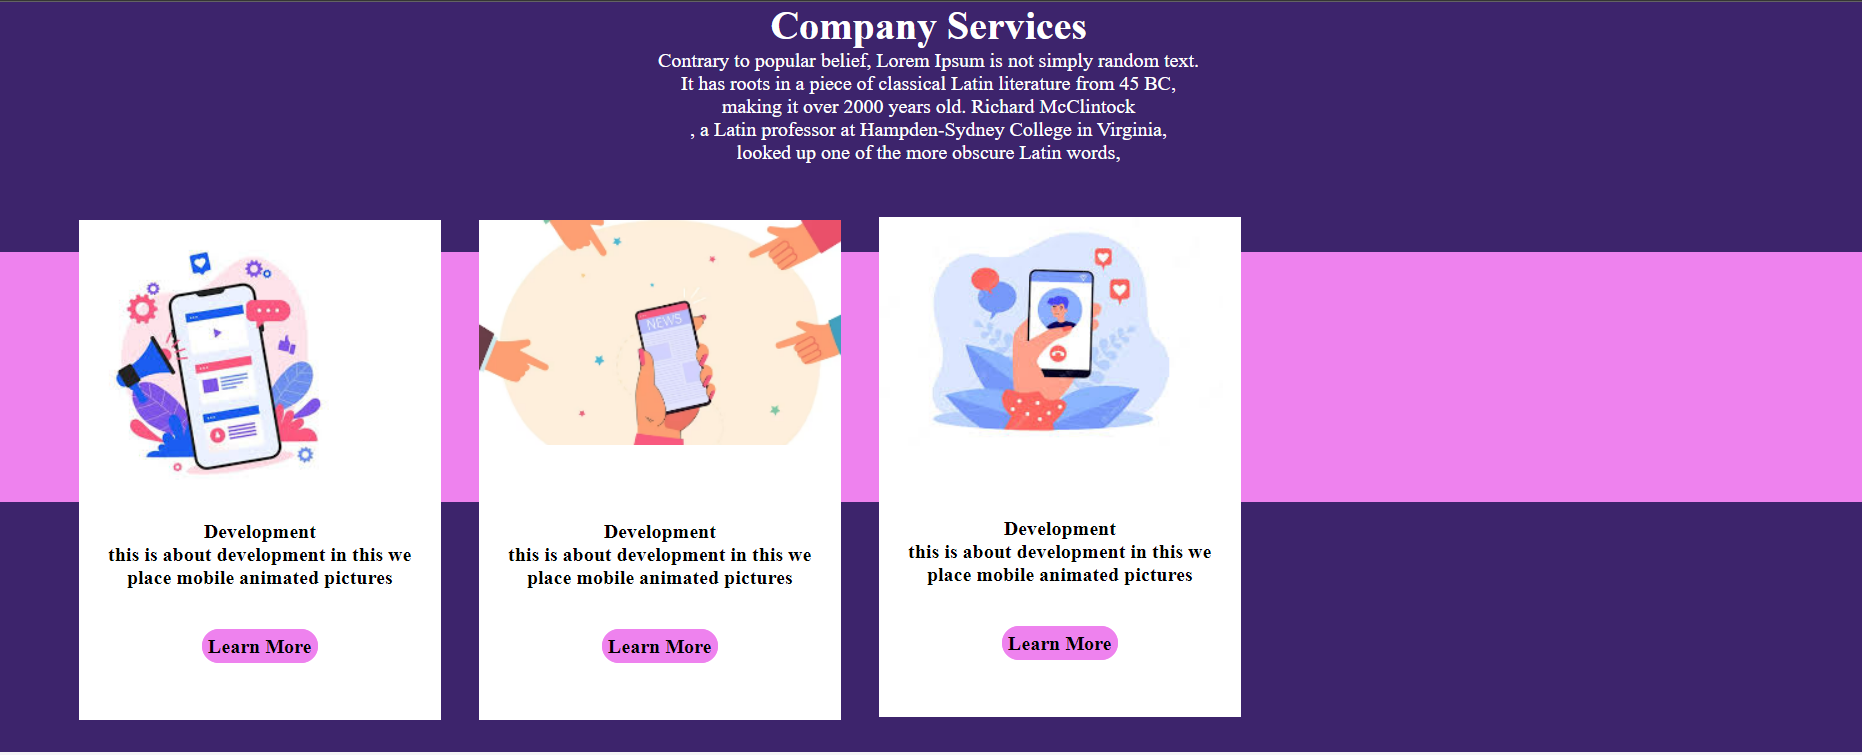 Company Services
Contrary to popular belief, Lorem Ipsum is not simply random text.
It has roots in a piece of classical Latin literature from 45 BC,
making it over 2000 years old. Richard McClintock
, a Latin professor at Hampden-Sydney College in Virginia,
looked up one of the more obscure Latin words,
NEWS
Development
this is about development in this we
place mobile animated pictures
Learn More
Development
this is about development in this we
place mobile animated pictures
Learn More
Development
this is about development in this we
place mobile animated pictures
Learn More